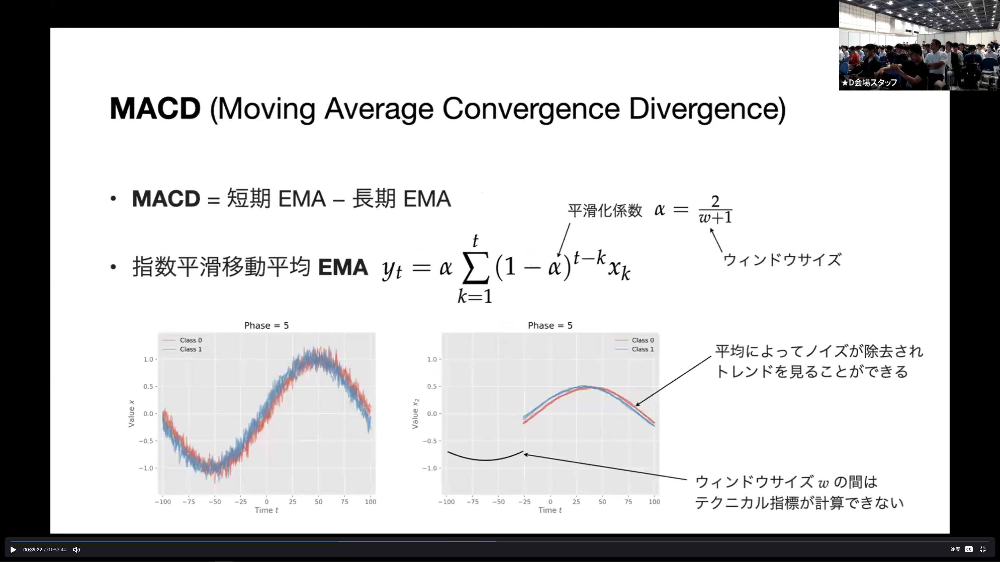 ★D会場スタッフ
MACD (Moving Average Convergence Divergence)
• MACD = 短期 EMA – 長期 EMA
平滑化係数 α = 2/(w+1)
ウィンドウサイズ
• 指数平滑移動平均 EMA y_t = α ∑_{k=1}^{t} (1 − α)^{t−k} x_k
Phase = 5
Class 0
Class 1
1.0
0.5
0.0
−0.5
−1.0
Value x
−100 −75 −50 −25 0 25 50 75 100
Time t
Phase = 5
Class 0
Class 1
1.0
0.5
0.0
−0.5
−1.0
Value x₂
−100 −75 −50 −25 0 25 50 75 100
Time t
平均によってノイズが除去され
トレンドを見ることができる
ウィンドウサイズ w の間は
テクニカル指標が計算できない
00:39:22 / 01:57:44
速度
CC